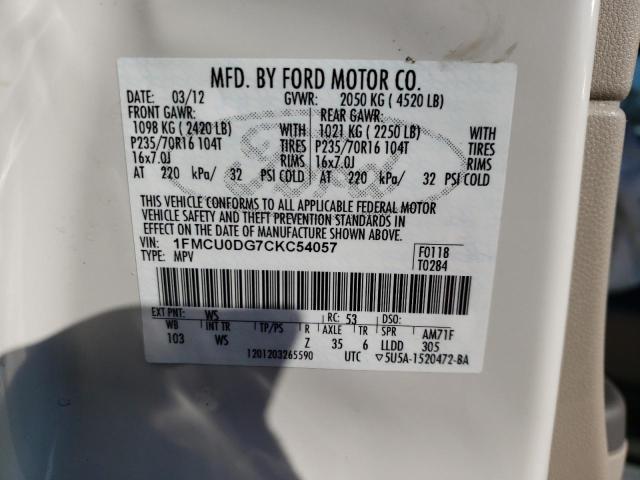 MFD. BY FORD MOTOR CO.
DATE: 03/12 GVWR: 2050 KG ( 4520 LB)
FRONT GAWR: REAR GAWR:
1098 KG ( 2420 LB) WITH 1021 KG ( 2250 LB) WITH
P235/70R16 104T TIRES P235/70R16 104T TIRES
16x7.0J RIMS 16x7.0J RIMS
AT 220 kPa/ 32 PSI COLD AT 220 kPa/ 32 PSI COLD
Ford
THIS VEHICLE CONFORMS TO ALL APPLICABLE FEDERAL MOTOR
VEHICLE SAFETY AND THEFT PREVENTION STANDARDS IN
EFFECT ON THE DATE OF MANUFACTURE SHOWN ABOVE.
VIN: 1FMCU0DG7CKC54057 F0118
TYPE: MPV T0284
EXT PNT: WS RC: 53 DSO:
WB INT TR TP/PS R AXLE TR SPR AM71F
103 WS Z 35 6 LLDD 305
1201203265590 UTC ▽5U5A-1520472-BA